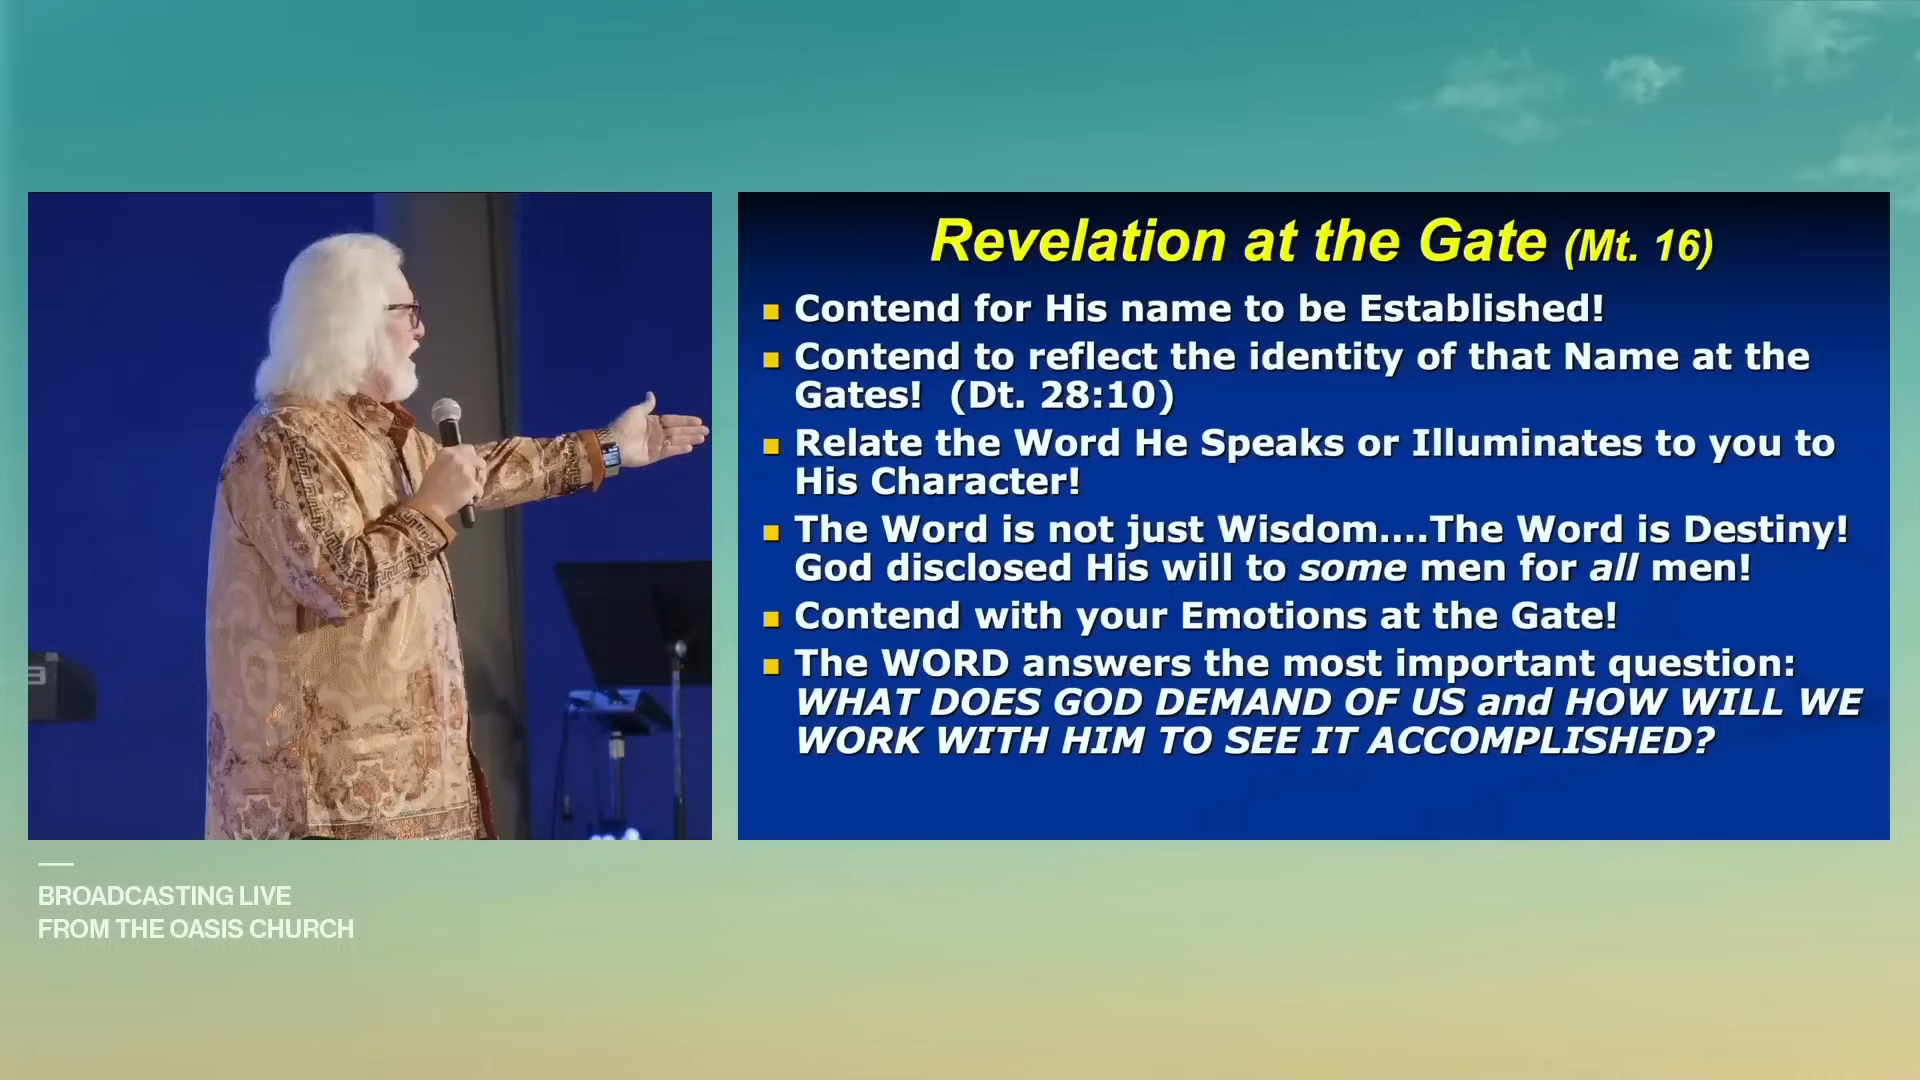 Revelation at the Gate (Mt. 16)
Contend for His name to be Established!
Contend to reflect the identity of that Name at the
Gates!  (Dt. 28:10)
Relate the Word He Speaks or Illuminates to you to
His Character!
The Word is not just Wisdom....The Word is Destiny!
God disclosed His will to some men for all men!
Contend with your Emotions at the Gate!
The WORD answers the most important question:
WHAT DOES GOD DEMAND OF US and HOW WILL WE
WORK WITH HIM TO SEE IT ACCOMPLISHED?
BROADCASTING LIVE
FROM THE OASIS CHURCH